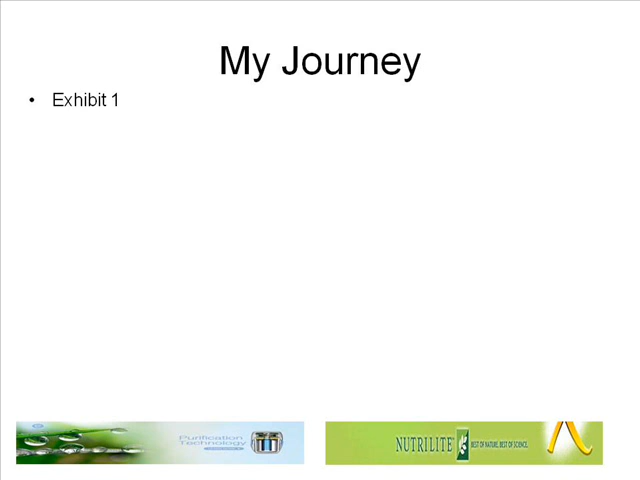 My Journey
• Exhibit 1
Purification
Technology
NUTRILITE® BEST OF NATURE. BEST OF SCIENCE.